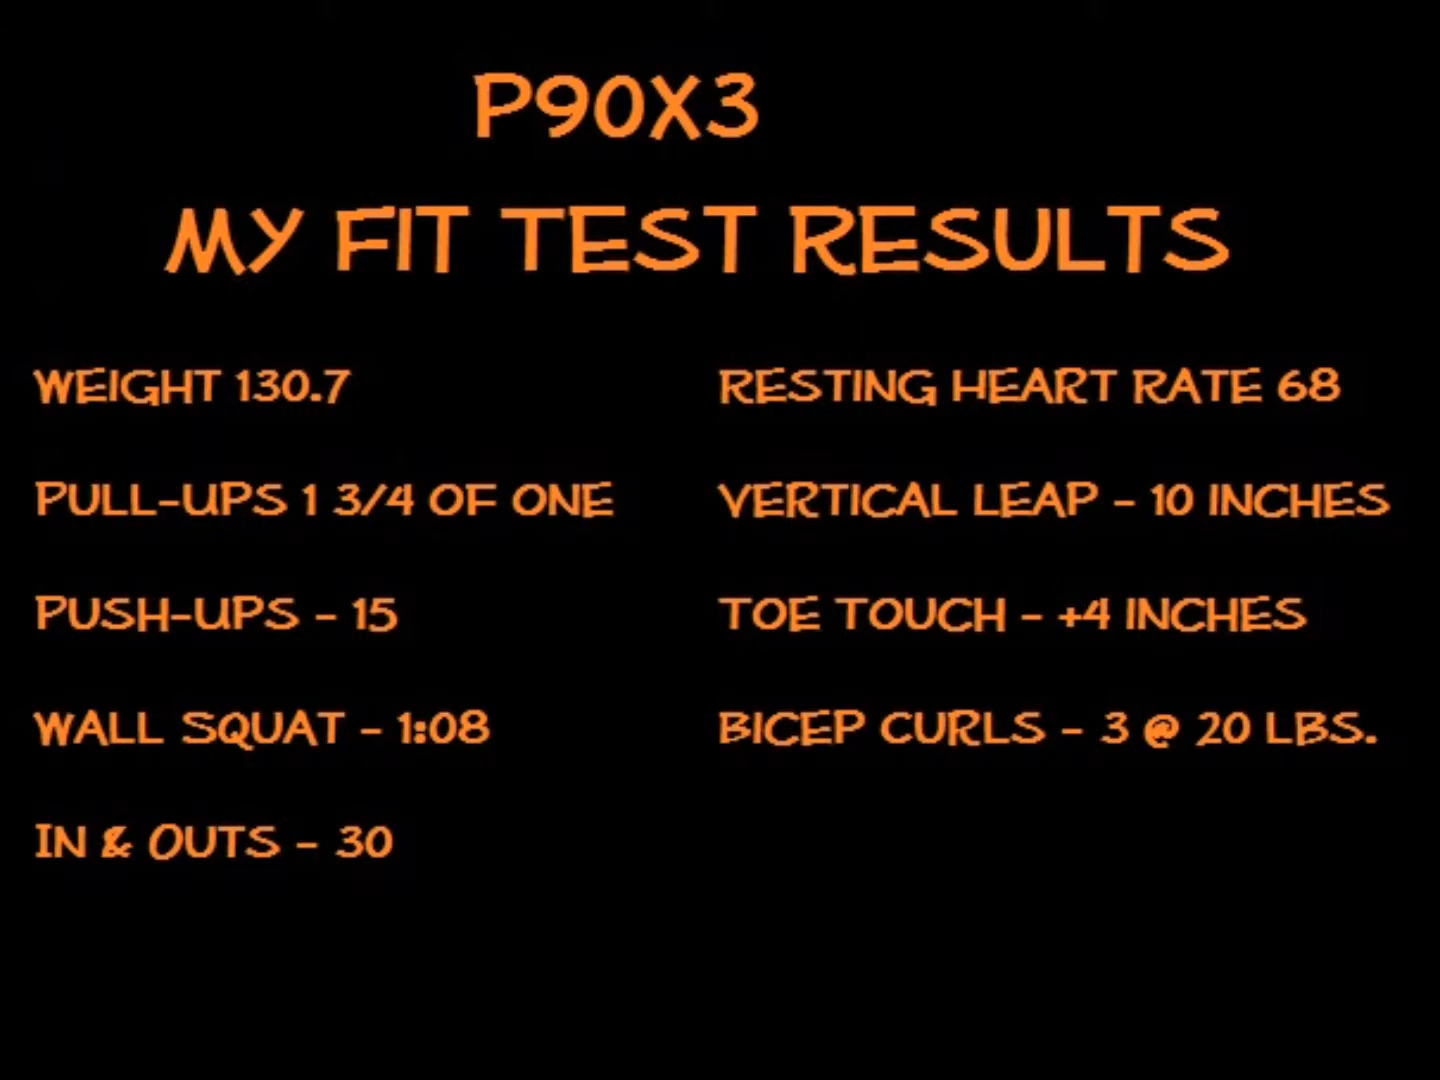 P90X3
MY FIT TEST RESULTS
WEIGHT 130.7
PULL-UPS 1 3/4 OF ONE
PUSH-UPS - 15
WALL SQUAT - 1:08
IN & OUTS - 30
RESTING HEART RATE 68
VERTICAL LEAP - 10 INCHES
TOE TOUCH - +4 INCHES
BICEP CURLS - 3 @ 20 LBS.